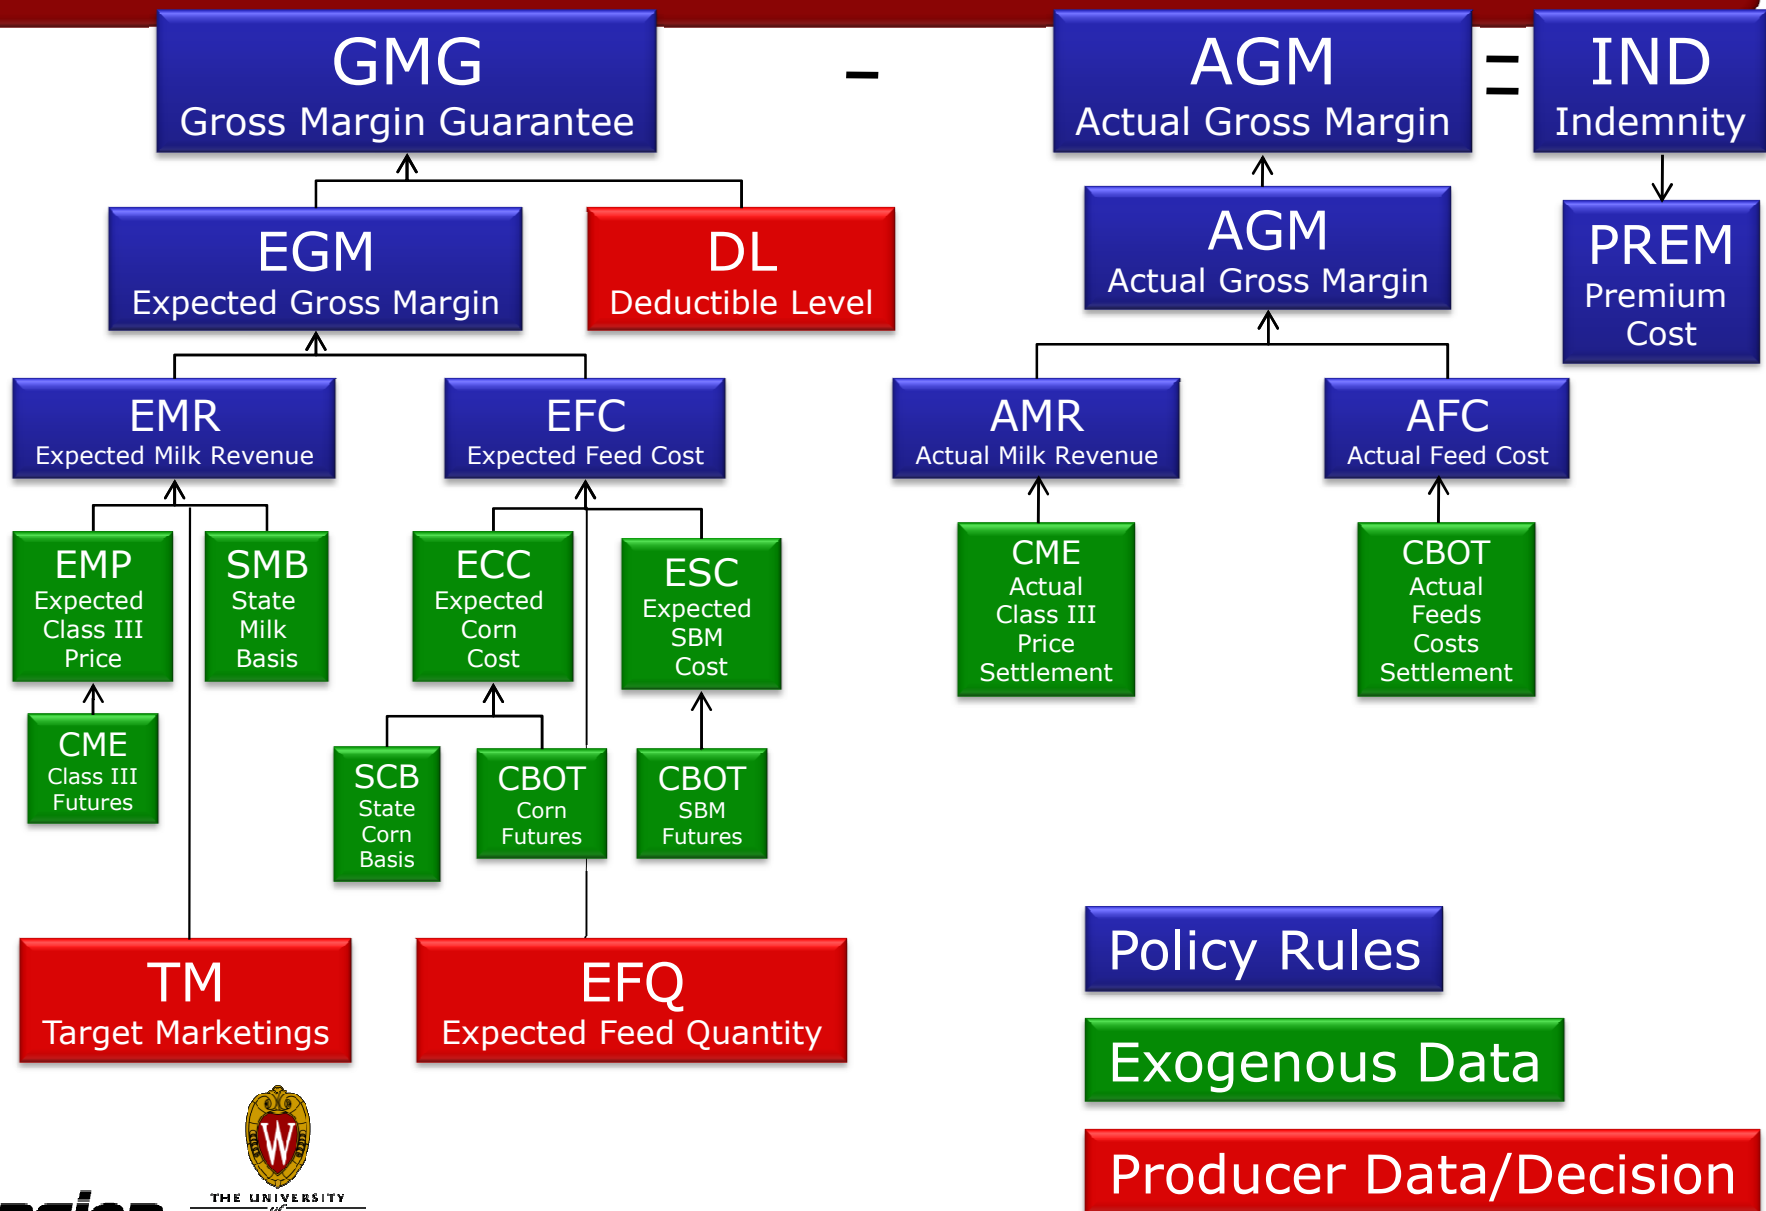 GMG
Gross Margin Guarantee
–
AGM
Actual Gross Margin
=
IND
Indemnity
EGM
Expected Gross Margin
DL
Deductible Level
AGM
Actual Gross Margin
PREM
Premium
Cost
EMR
Expected Milk Revenue
EFC
Expected Feed Cost
AMR
Actual Milk Revenue
AFC
Actual Feed Cost
EMP
Expected
Class III
Price
SMB
State
Milk
Basis
ECC
Expected
Corn
Cost
ESC
Expected
SBM
Cost
CME
Actual
Class III
Price
Settlement
CBOT
Actual
Feeds
Costs
Settlement
CME
Class III
Futures
SCB
State
Corn
Basis
CBOT
Corn
Futures
CBOT
SBM
Futures
TM
Target Marketings
EFQ
Expected Feed Quantity
Policy Rules
Exogenous Data
Producer Data/Decision
W
THE UNIVERSITY
of